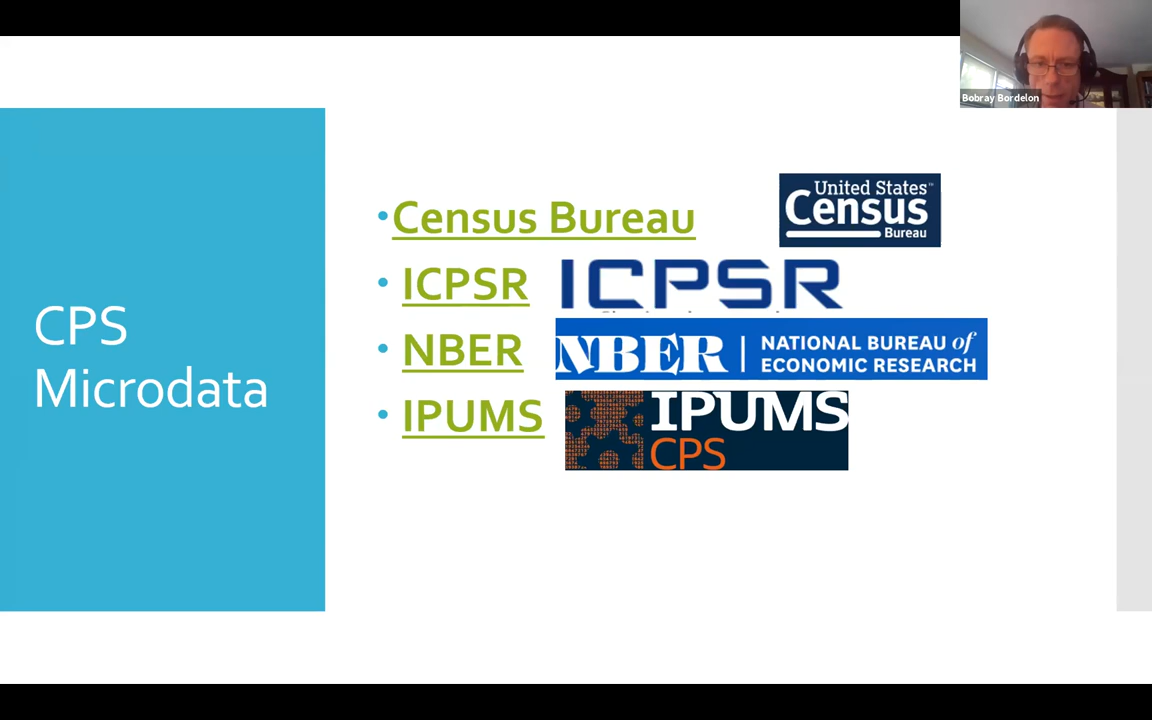 Bobray Bordelon
CPS
Microdata
•Census Bureau
• ICPSR
• NBER
• IPUMS
United States™
Census
Bureau
ICPSR
NBER | NATIONAL BUREAU of
ECONOMIC RESEARCH
IPUMS
CPS